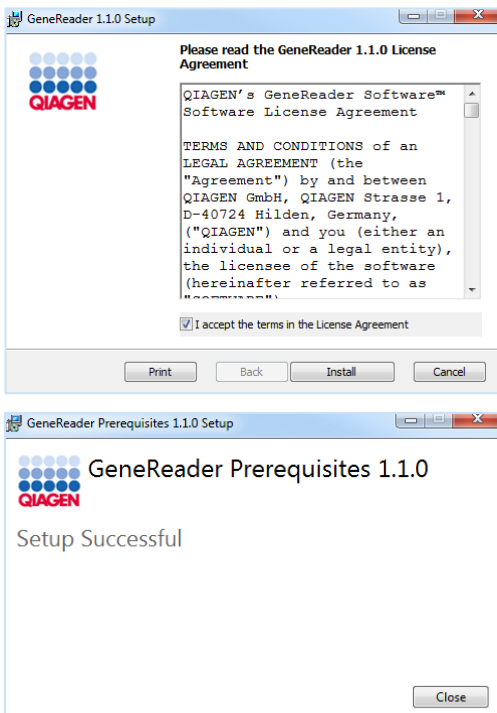 GeneReader 1.1.0 Setup
Please read the GeneReader 1.1.0 License
Agreement
QIAGEN
QIAGEN's GeneReader Software™
Software License Agreement
TERMS AND CONDITIONS of an
LEGAL AGREEMENT (the
"Agreement") by and between
QIAGEN GmbH, QIAGEN Strasse 1,
D-40724 Hilden, Germany,
("QIAGEN") and you (either an
individual or a legal entity),
the licensee of the software
(hereinafter referred to as
I accept the terms in the License Agreement
Print Back Install Cancel
GeneReader Prerequisites 1.1.0 Setup
GeneReader Prerequisites 1.1.0
QIAGEN
Setup Successful
Close